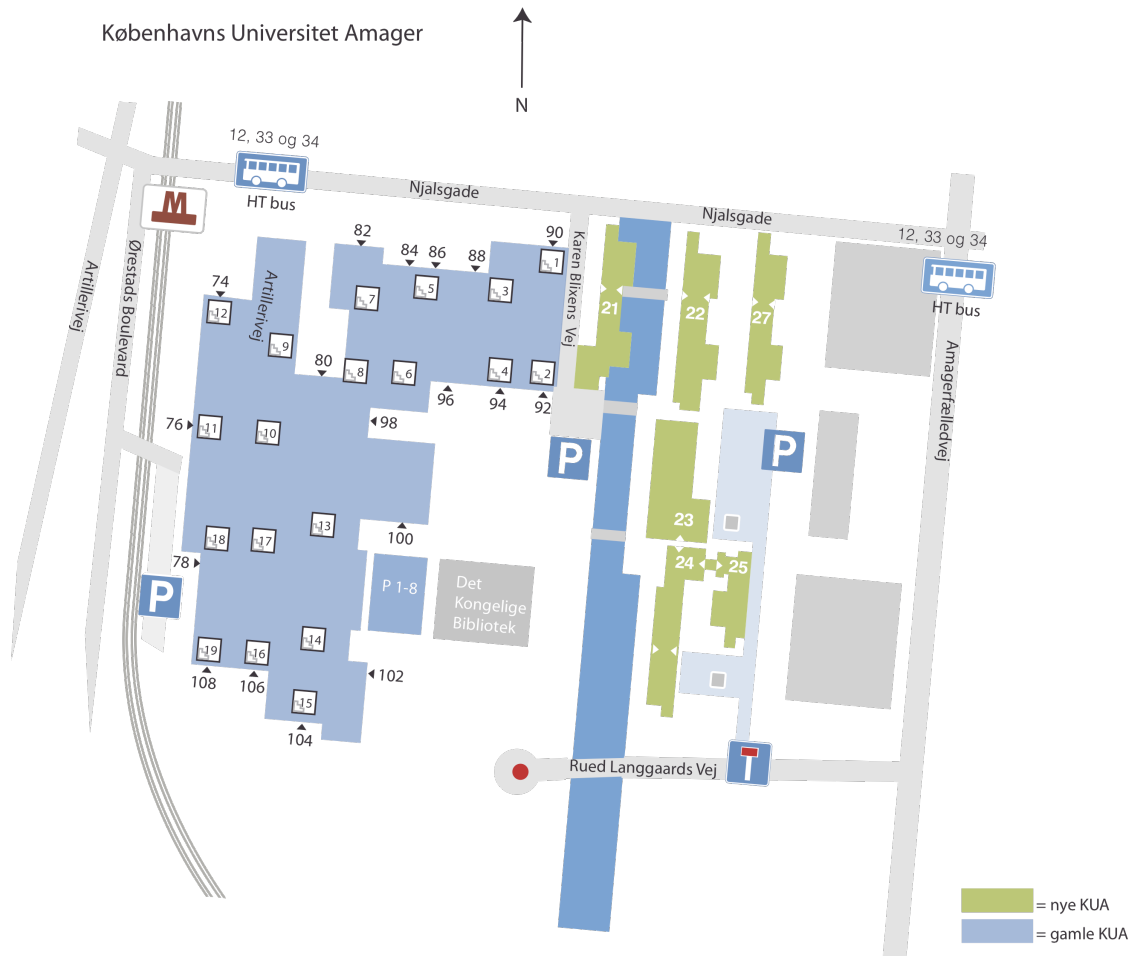 Københavns Universitet Amager
N
12, 33 og 34
HT bus
M
Njalsgade
Njalsgade
12, 33 og 34
HT bus
Artillerivej
Ørestads Boulevard
Artillerivej
Karen Blixens Vej
Amagerfælledvej
82
84
86
88
90
74
80
76
78
96
94
92
98
100
102
104
106
108
1
2
3
4
5
6
7
8
9
10
11
12
13
14
15
16
17
18
19
21
22
27
23
24
25
P
P
P
P 1-8
Det
Kongelige
Bibliotek
Rued Langgaards Vej
= nye KUA
= gamle KUA